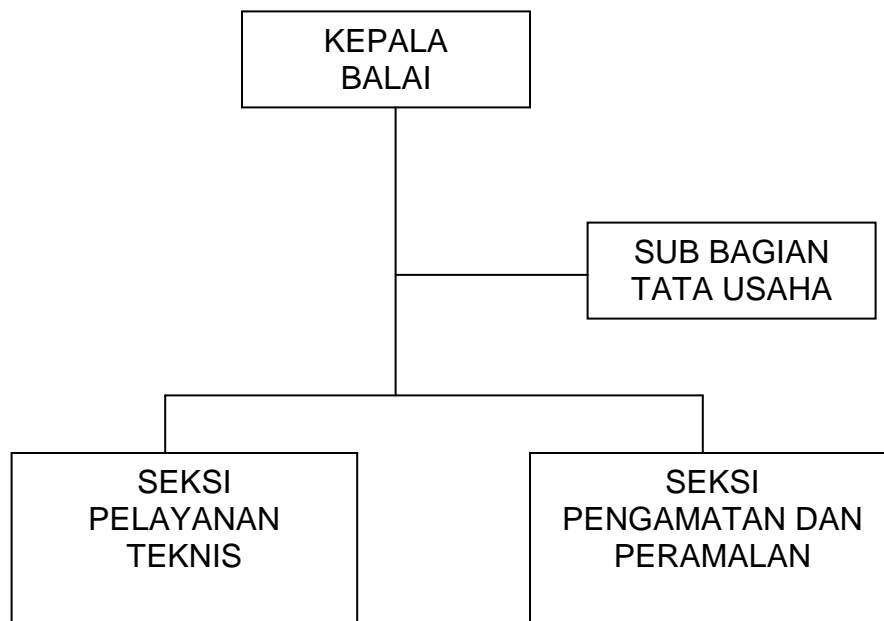 KEPALA
BALAI
SUB BAGIAN
TATA USAHA
SEKSI
PELAYANAN
TEKNIS
SEKSI
PENGAMATAN DAN
PERAMALAN